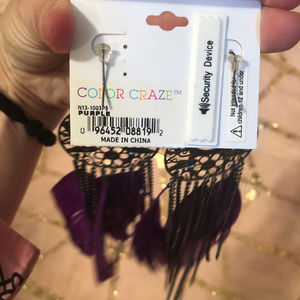 COLOR CRAZE™
N13-1003PS
PURPLE
0 96452 08819 2
MADE IN CHINA
Security Device
Not intended for
children 12 and under.